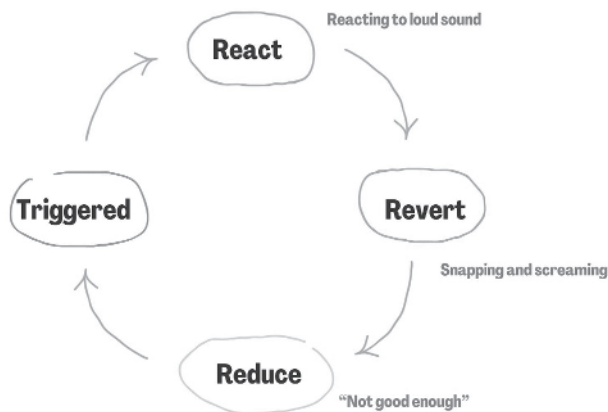 Reacting to loud sound
React
Triggered
Revert
Snapping and screaming
Reduce
“Not good enough”